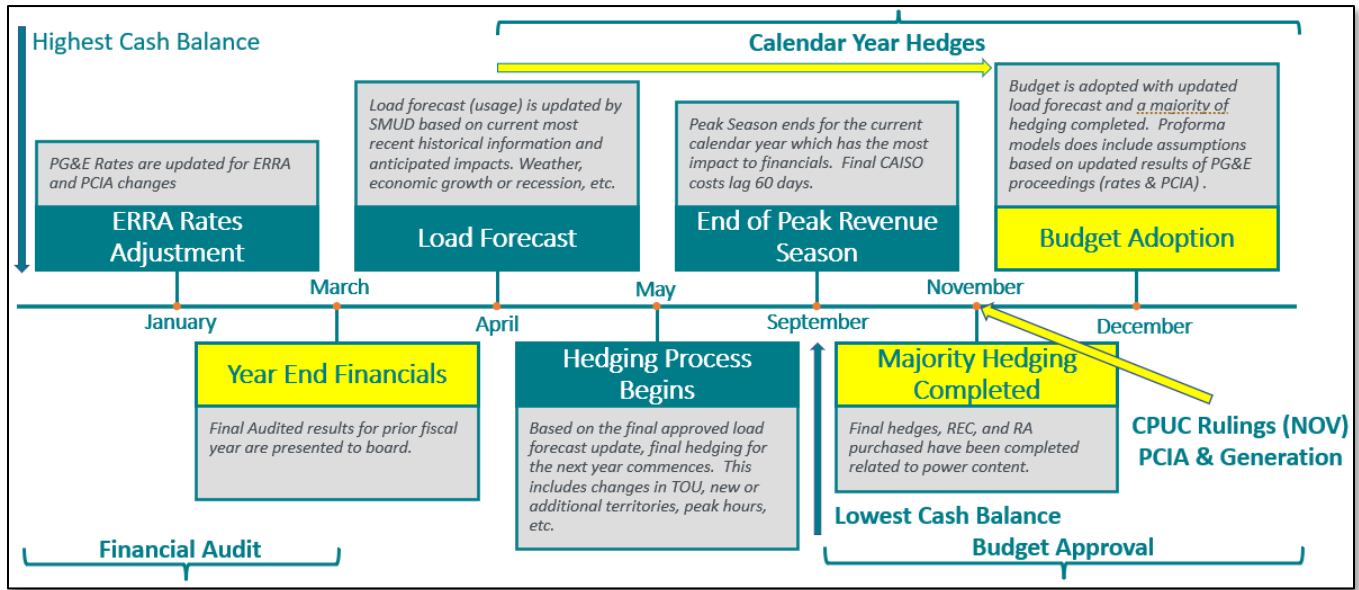 Highest Cash Balance
Calendar Year Hedges
PG&E Rates are updated for ERRA
and PCIA changes
ERRA Rates
Adjustment
Load forecast (usage) is updated by
SMUD based on current most
recent historical information and
anticipated impacts. Weather,
economic growth or recession, etc.
Load Forecast
Peak Season ends for the current
calendar year which has the most
impact to financials. Final CAISO
costs lag 60 days.
End of Peak Revenue
Season
Budget is adopted with updated
load forecast and a majority of
hedging completed. Proforma
models does include assumptions
based on updated results of PG&E
proceedings (rates & PCIA) .
Budget Adoption
January
March
April
May
September
November
December
Year End Financials
Final Audited results for prior fiscal
year are presented to board.
Hedging Process
Begins
Based on the final approved load
forecast update, final hedging for
the next year commences. This
includes changes in TOU, new or
additional territories, peak hours,
etc.
Majority Hedging
Completed
Final hedges, REC, and RA
purchased have been completed
related to power content.
CPUC Rulings (NOV)
PCIA & Generation
Lowest Cash Balance
Financial Audit
Budget Approval